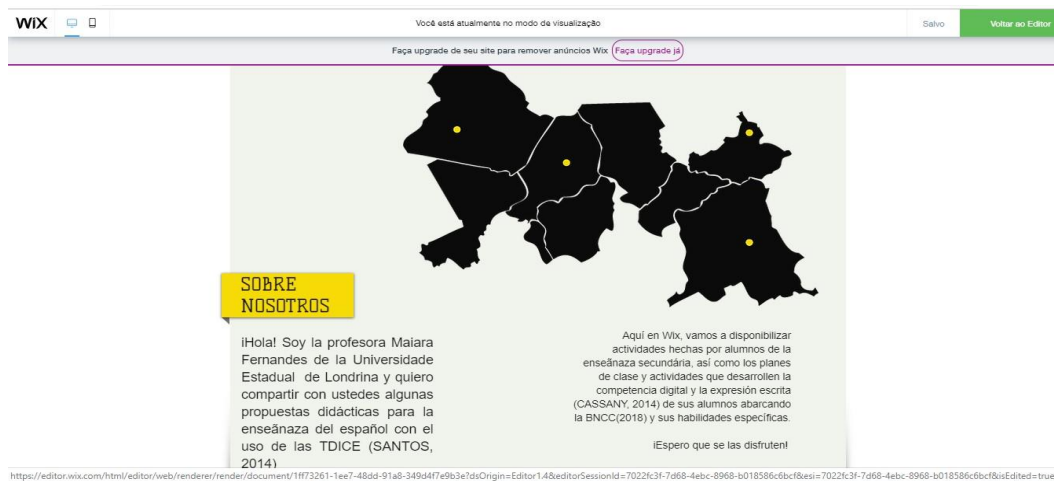 WiX
Você está atualmente no modo de visualização
Salvo
Voltar ao Editor
Faça upgrade de seu site para remover anúncios Wix Faça upgrade já
SOBRE
NOSOTROS
¡Hola! Soy la profesora Maiara
Fernandes de la Universidade
Estadual de Londrina y quiero
compartir con ustedes algunas
propuestas didácticas para la
enseãnaza del español con el
uso de las TDICE (SANTOS,
2014)
Aquí en Wix, vamos a disponibilizar
actividades hechas por alumnos de la
enseãnaza secundária, así como los planes
de clase y actividades que desarrollen la
competencia digital y la expresión escrita
(CASSANY, 2014) de sus alumnos abarcando
la BNCC(2018) y sus habilidades específicas.
¡Espero que se las disfruten!
https://editor.wix.com/html/editor/web/renderer/render/document/1ff73261-1ee7-48dd-91a8-349d4f7e9b3e?dsOrigin=Editor1.4&editorSessionId=7022fc3f-7d68-4ebc-8968-b018586c6bcf&esi=7022fc3f-7d68-4ebc-8968-b018586c6bcf&isEdited=true